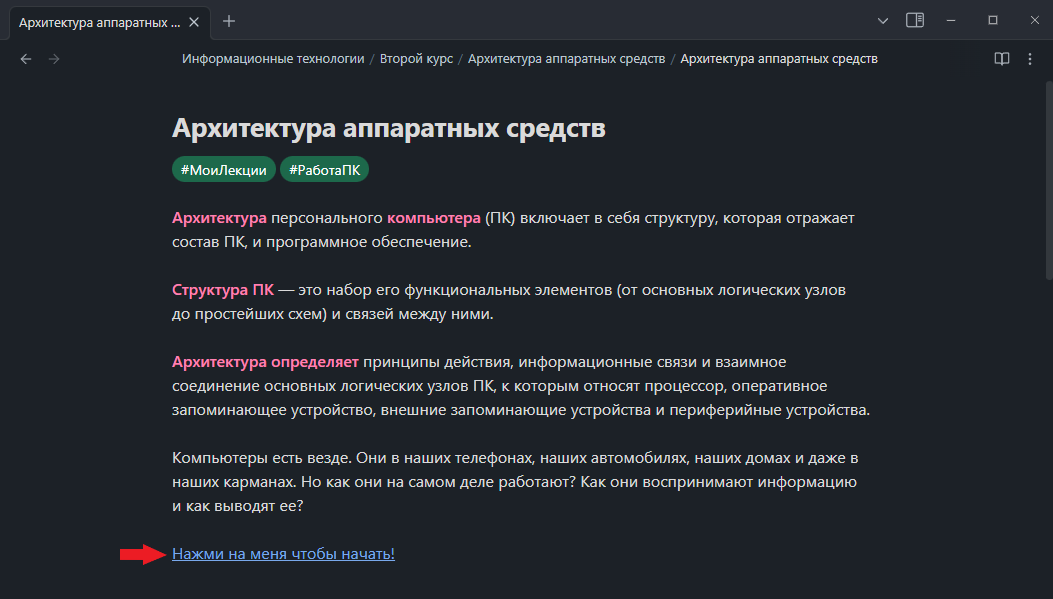 Архитектура аппаратных ...
Информационные технологии / Второй курс / Архитектура аппаратных средств / Архитектура аппаратных средств
Архитектура аппаратных средств
#МоиЛекции #РаботаПК
Архитектура персонального компьютера (ПК) включает в себя структуру, которая отражает
состав ПК, и программное обеспечение.
Структура ПК — это набор его функциональных элементов (от основных логических узлов
до простейших схем) и связей между ними.
Архитектура определяет принципы действия, информационные связи и взаимное
соединение основных логических узлов ПК, к которым относят процессор, оперативное
запоминающее устройство, внешние запоминающие устройства и периферийные устройства.
Компьютеры есть везде. Они в наших телефонах, наших автомобилях, наших домах и даже в
наших карманах. Но как они на самом деле работают? Как они воспринимают информацию
и как выводят ее?
Нажми на меня чтобы начать!